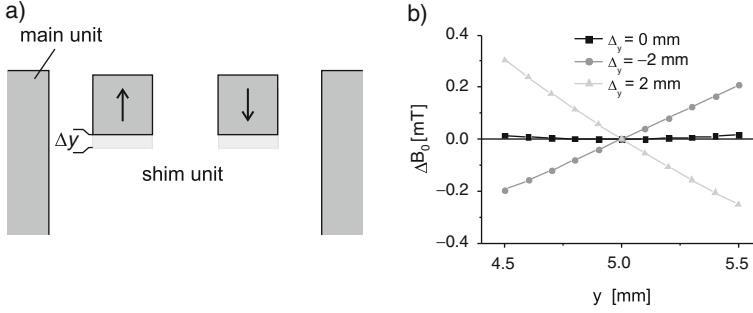 a)
main unit
Δy
shim unit
b)
Δy = 0 mm
Δy = −2 mm
Δy = 2 mm
ΔB0 [mT]
0.4
0.2
0.0
−0.2
−0.4
4.5 5.0 5.5
y [mm]